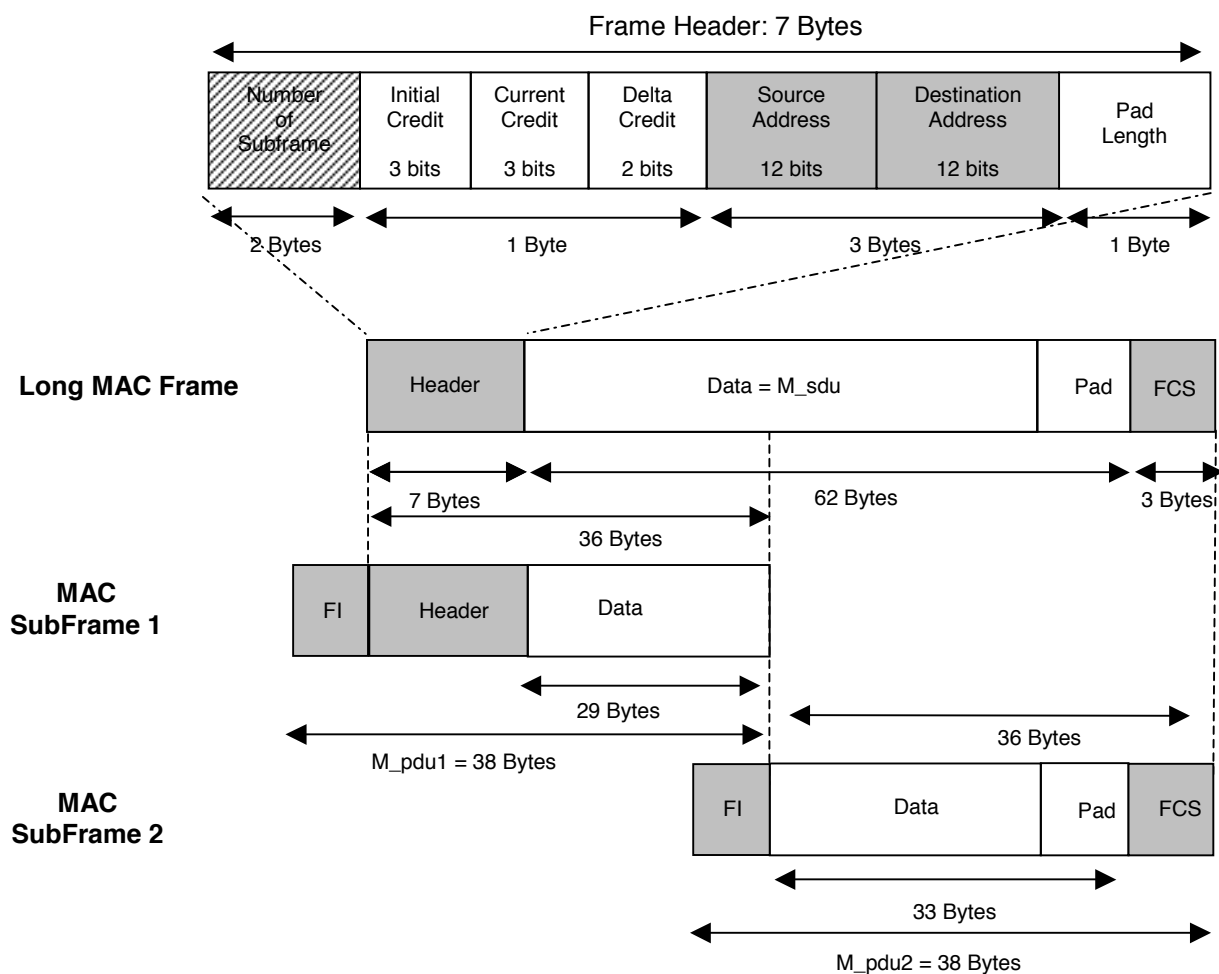 Frame Header: 7 Bytes
Number of Subframe
Initial Credit 3 bits
Current Credit 3 bits
Delta Credit 2 bits
Source Address 12 bits
Destination Address 12 bits
Pad Length
2 Bytes
1 Byte
3 Bytes
1 Byte
Long MAC Frame
Header
Data = M_sdu
Pad
FCS
7 Bytes
62 Bytes
3 Bytes
36 Bytes
MAC SubFrame 1
FI
Header
Data
29 Bytes
M_pdu1 = 38 Bytes
36 Bytes
MAC SubFrame 2
FI
Data
Pad
FCS
33 Bytes
M_pdu2 = 38 Bytes